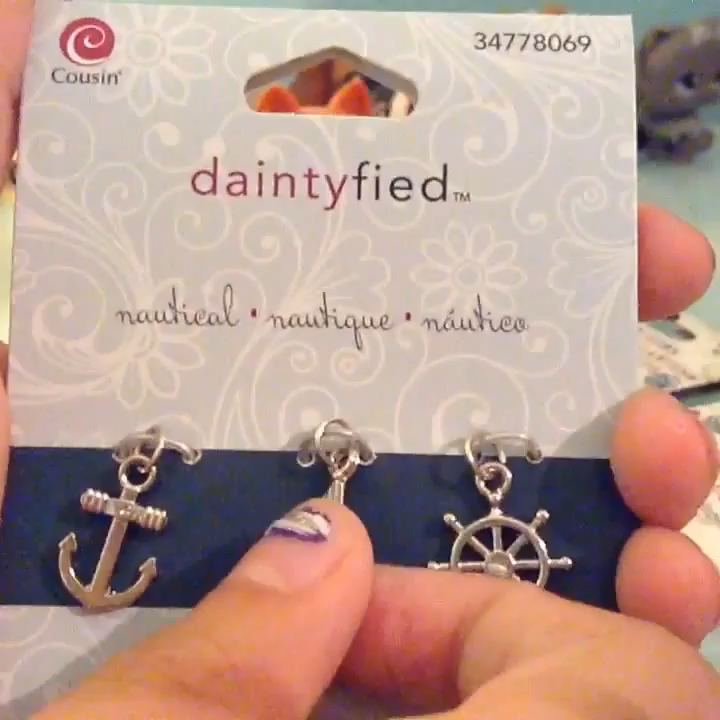 Cousin®
34778069
daintyfied™
nautical • nautique • náutico